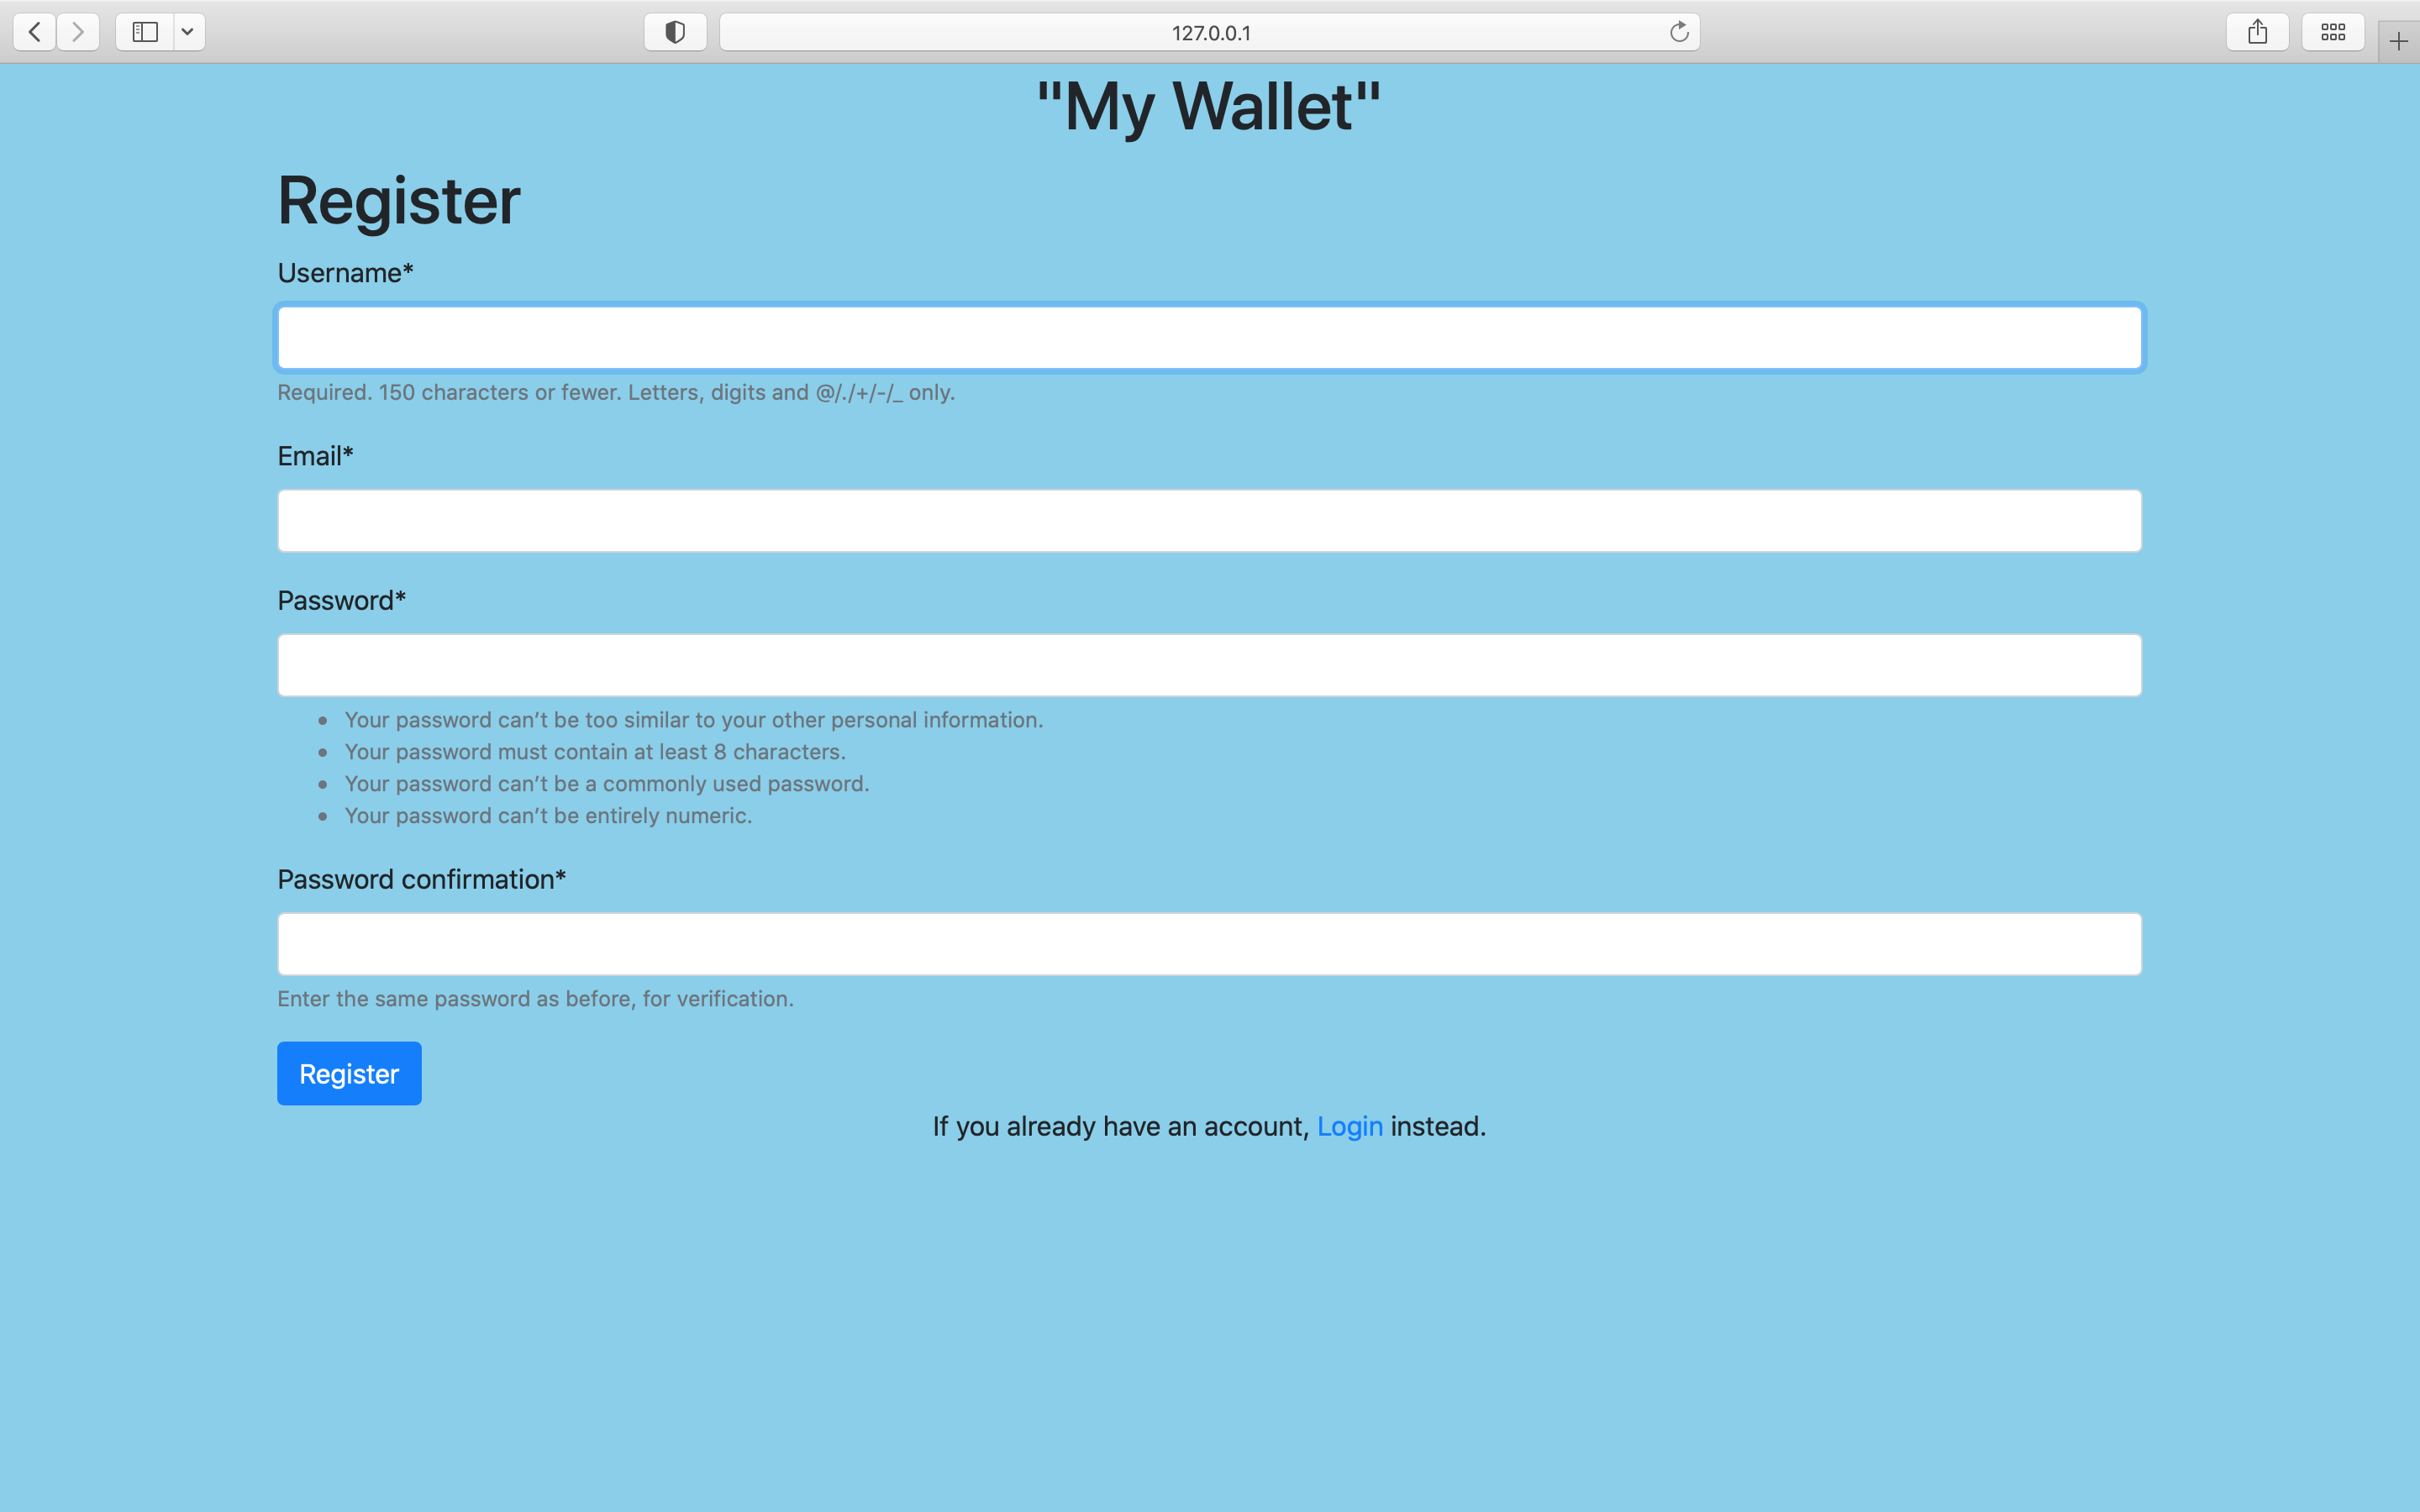 127.0.0.1
"My Wallet"
Register
Username*
Required. 150 characters or fewer. Letters, digits and @/./+/-/_ only.
Email*
Password*
• Your password can’t be too similar to your other personal information.
• Your password must contain at least 8 characters.
• Your password can’t be a commonly used password.
• Your password can’t be entirely numeric.
Password confirmation*
Enter the same password as before, for verification.
Register
If you already have an account, Login instead.